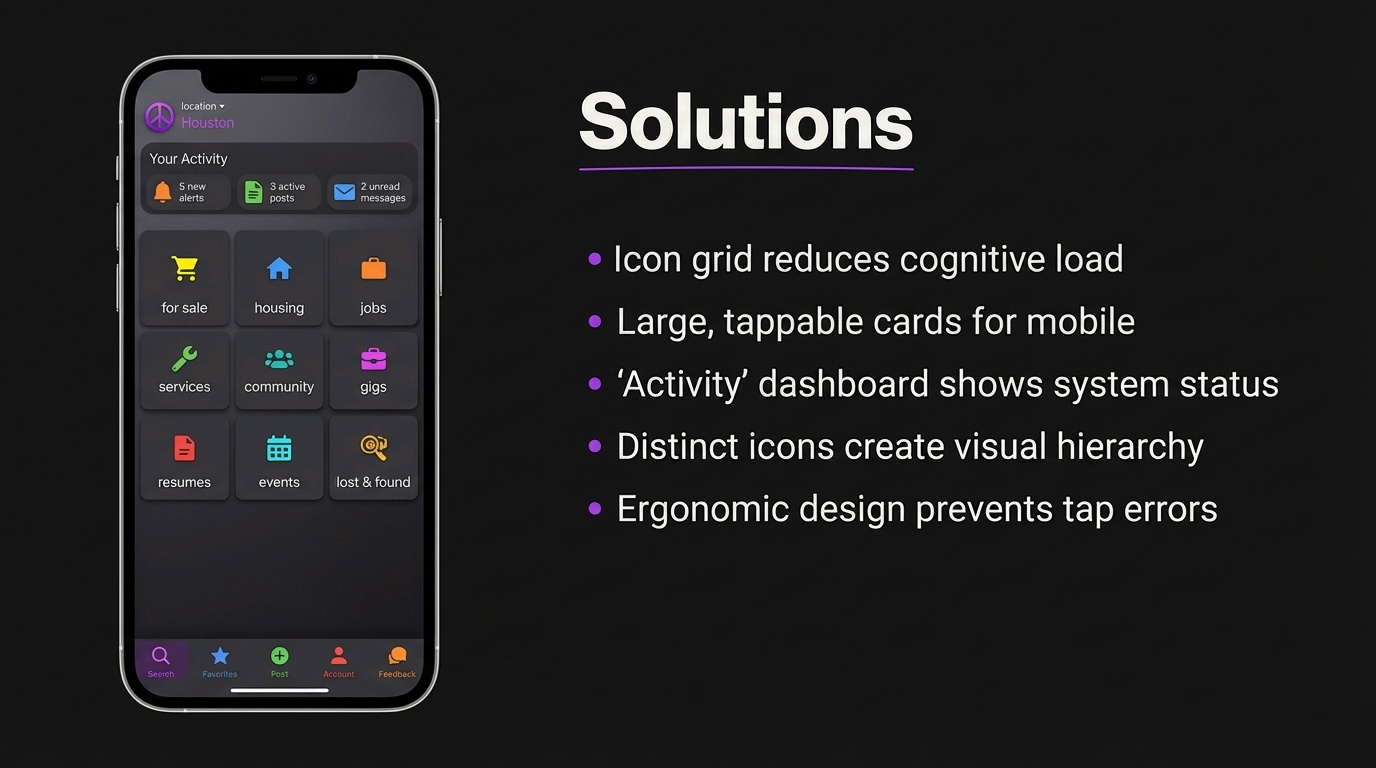 location
Houston
Your Activity
5 new
alerts
3 active
posts
2 unread
messages
for sale
housing
jobs
services
community
gigs
resumes
events
lost & found
Search
Favorites
Post
Account
Feedback
Solutions
• Icon grid reduces cognitive load
• Large, tappable cards for mobile
• ‘Activity’ dashboard shows system status
• Distinct icons create visual hierarchy
• Ergonomic design prevents tap errors